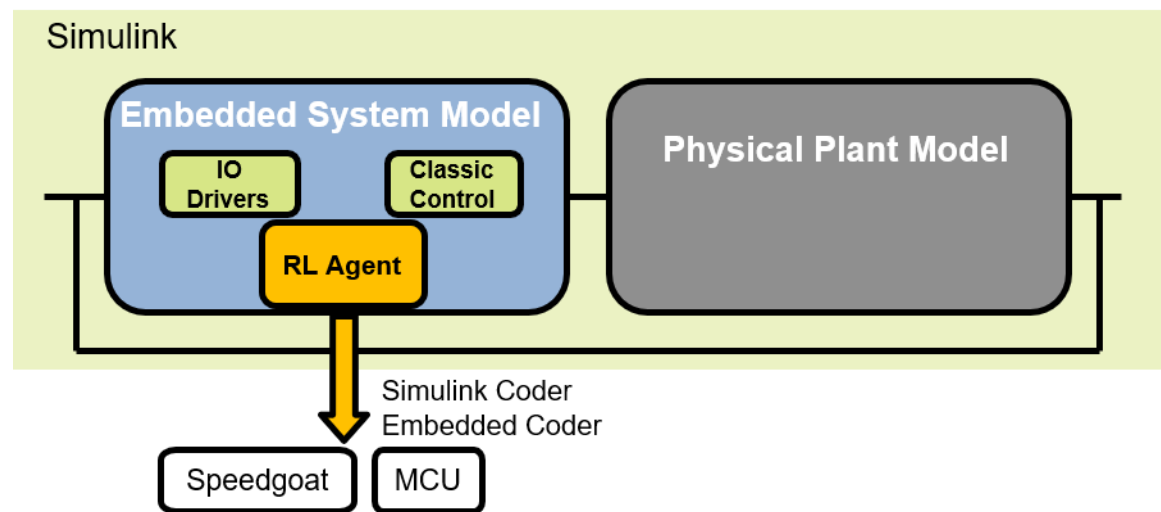 Simulink
Embedded System Model
IO
Drivers
Classic
Control
RL Agent
Physical Plant Model
Simulink Coder
Embedded Coder
Speedgoat
MCU